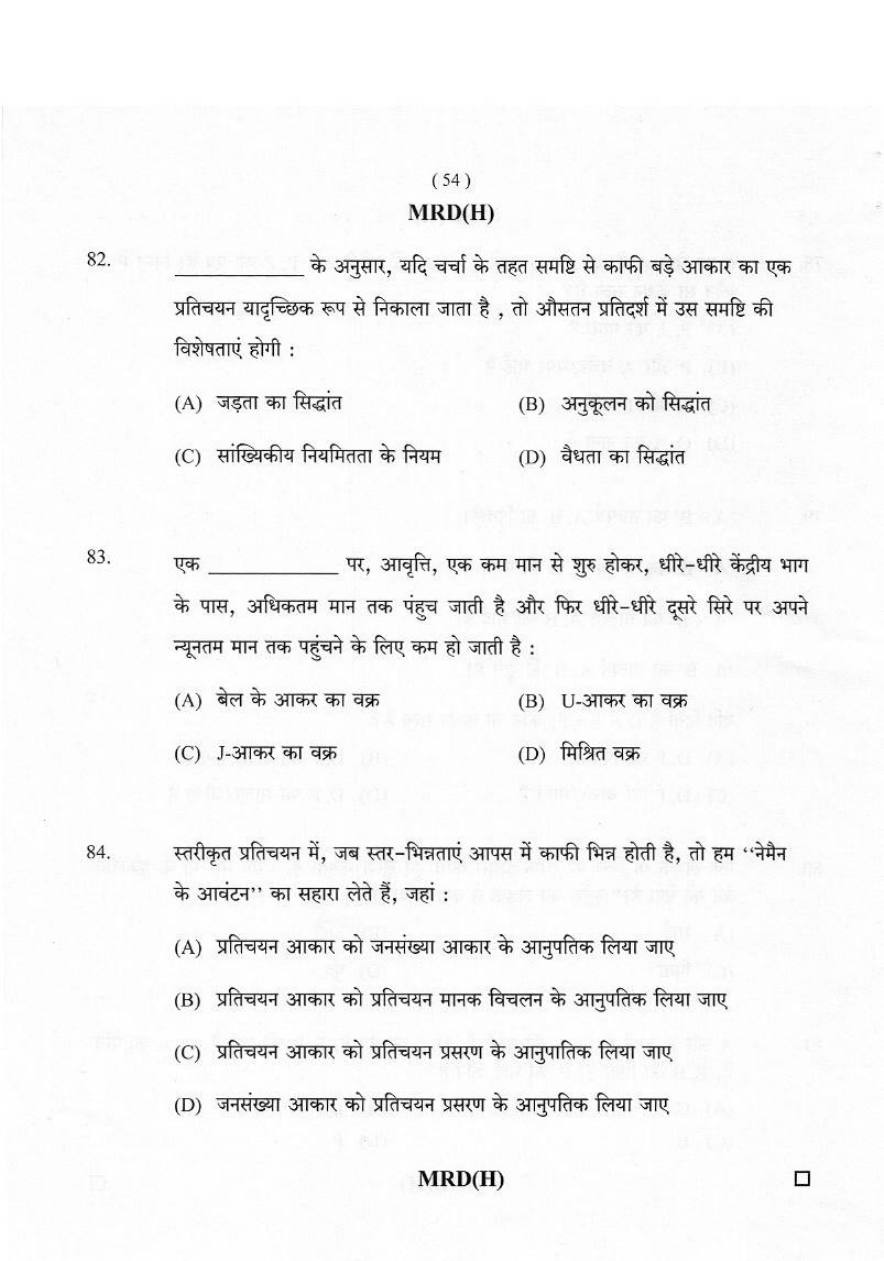 ( 54 )
MRD(H)
82. ____________ के अनुसार, यदि चर्चा के तहत समष्टि से काफी बड़े आकार का एक
प्रतिचयन यादृच्छिक रूप से निकाला जाता है , तो औसतन प्रतिदर्श में उस समष्टि की
विशेषताएं होगी :
(A) जड़ता का सिद्धांत (B) अनुकूलन को सिद्धांत
(C) सांख्यिकीय नियमितता के नियम (D) वैधता का सिद्धांत
83. एक ____________ पर, आवृत्ति, एक कम मान से शुरु होकर, धीरे-धीरे केंद्रीय भाग
के पास, अधिकतम मान तक पंहुच जाती है और फिर धीरे-धीरे दूसरे सिरे पर अपने
न्यूनतम मान तक पहुंचने के लिए कम हो जाती है :
(A) बेल के आकर का वक्र (B) U-आकर का वक्र
(C) J-आकर का वक्र (D) मिश्रित वक्र
84. स्तरीकृत प्रतिचयन में, जब स्तर-भिन्नताएं आपस में काफी भिन्न होती है, तो हम “नेमैन
के आवंटन” का सहारा लेते हैं, जहां :
(A) प्रतिचयन आकार को जनसंख्या आकार के आनुपतिक लिया जाए
(B) प्रतिचयन आकार को प्रतिचयन मानक विचलन के आनुपतिक लिया जाए
(C) प्रतिचयन आकार को प्रतिचयन प्रसरण के आनुपातिक लिया जाए
(D) जनसंख्या आकार को प्रतिचयन प्रसरण के आनुपतिक लिया जाए
MRD(H)